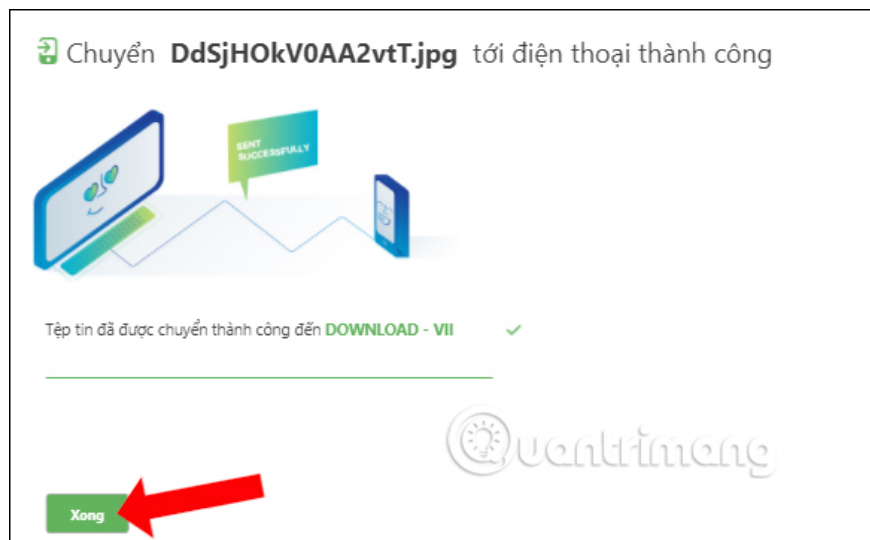 Chuyển DdSjHOkV0AA2vtT.jpg tới điện thoại thành công
SENT
SUCCESSFULLY
Tệp tin đã được chuyển thành công đến DOWNLOAD - VII
Quantrimang
Xong